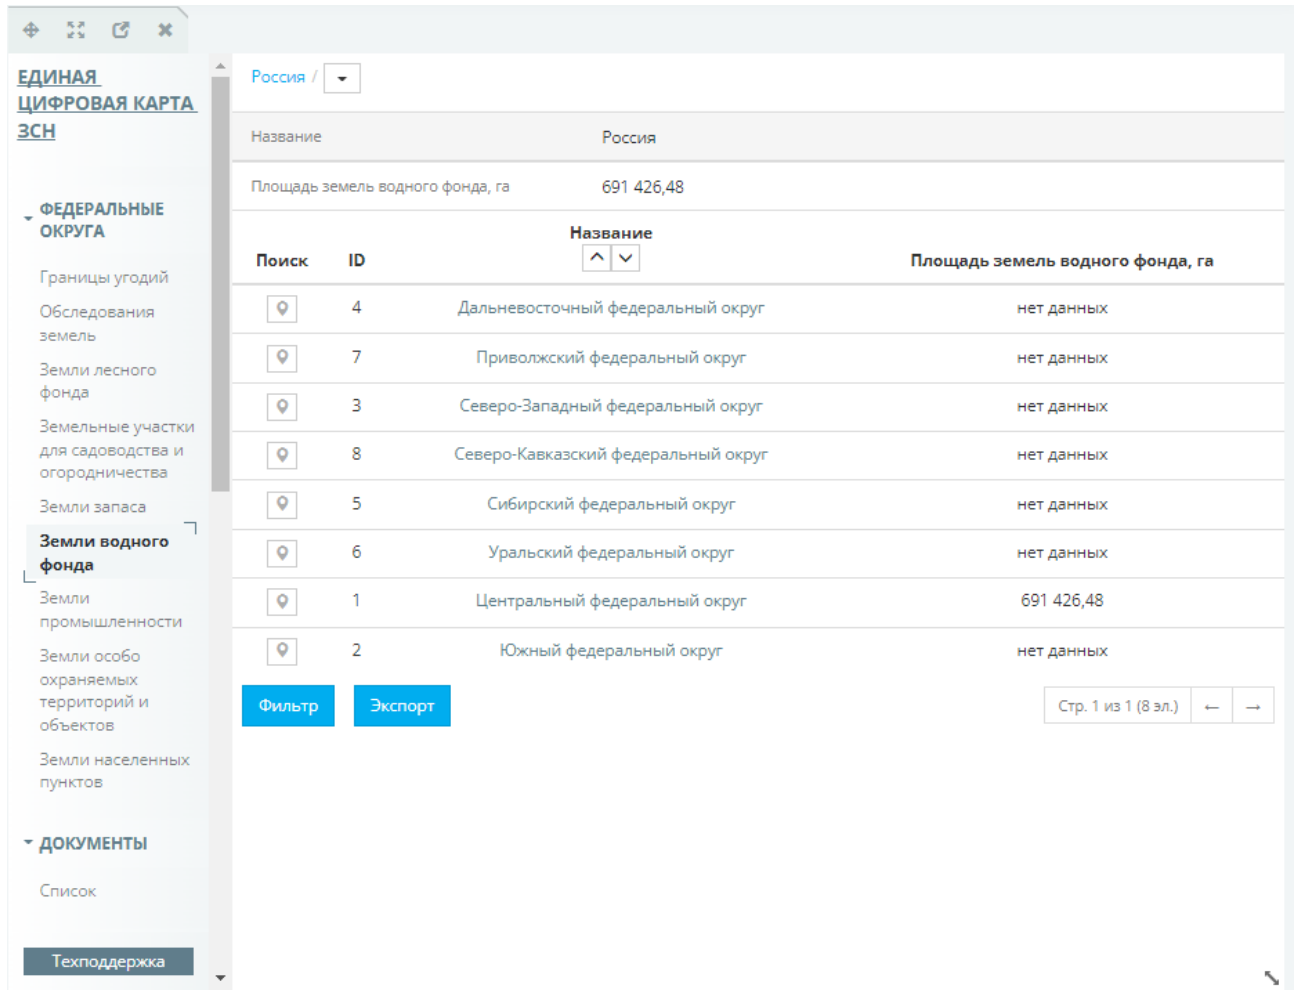 ЕДИНАЯ
ЦИФРОВАЯ КАРТА
ЗСН
ФЕДЕРАЛЬНЫЕ
ОКРУГА
Границы угодий
Обследования
земель
Земли лесного
фонда
Земельные участки
для садоводства и
огородничества
Земли запаса
Земли водного
фонда
Земли
промышленности
Земли особо
охраняемых
территорий и
объектов
Земли населенных
пунктов
ДОКУМЕНТЫ
Список
Техподдержка
Россия /
Название Россия
Площадь земель водного фонда, га 691 426,48
Поиск ID Название Площадь земель водного фонда, га
4 Дальневосточный федеральный округ нет данных
7 Приволжский федеральный округ нет данных
3 Северо-Западный федеральный округ нет данных
8 Северо-Кавказский федеральный округ нет данных
5 Сибирский федеральный округ нет данных
6 Уральский федеральный округ нет данных
1 Центральный федеральный округ 691 426,48
2 Южный федеральный округ нет данных
Фильтр Экспорт Стр. 1 из 1 (8 эл.) ← →